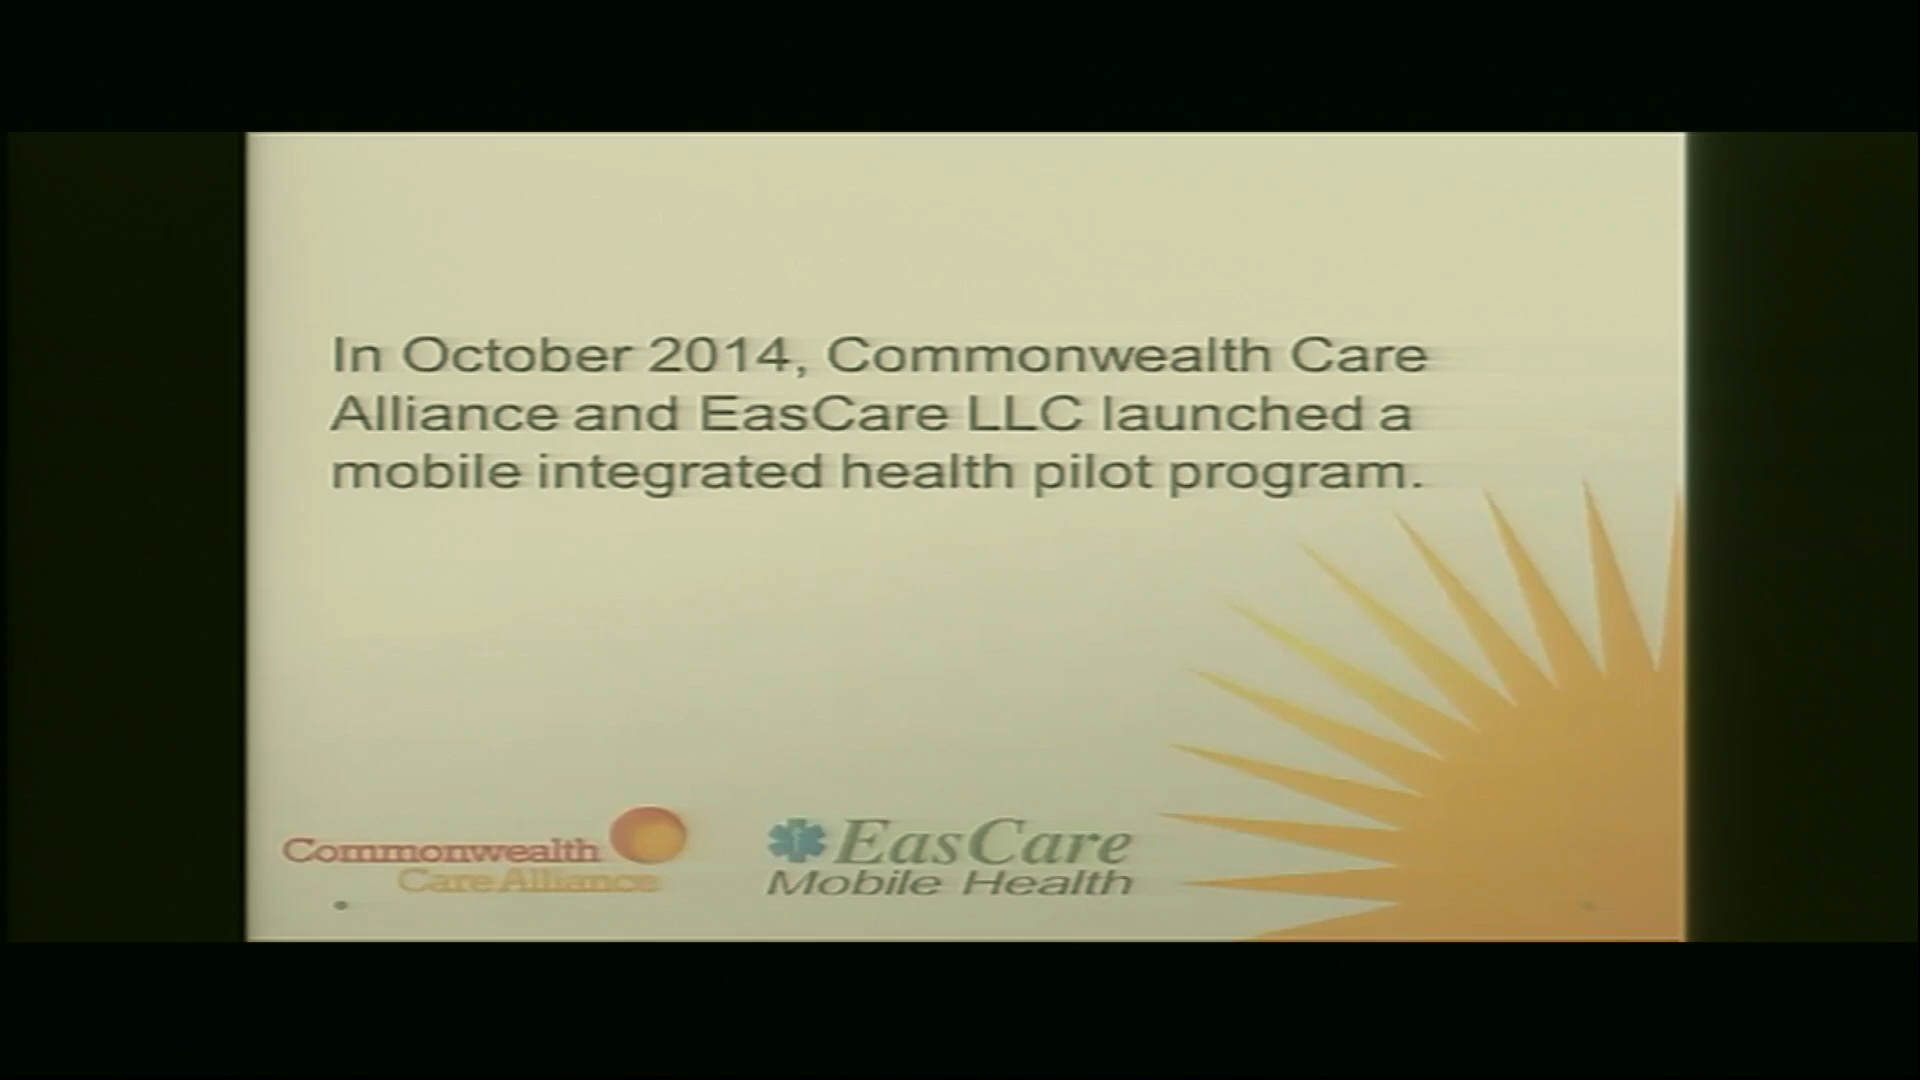 In October 2014, Commonwealth Care
Alliance and EasCare LLC launched a
mobile integrated health pilot program.
Commonwealth
Care Alliance
EasCare
Mobile Health